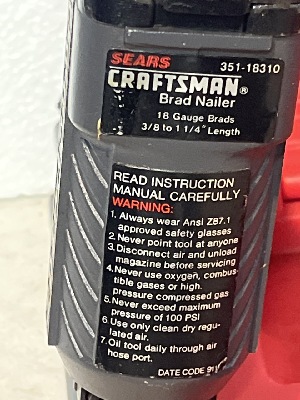 SEARS 351-18310
CRAFTSMAN®
Brad Nailer
18 Gauge Brads
3/8 to 1 1/4" Length
READ INSTRUCTION
MANUAL CAREFULLY
WARNING:
1. Always wear Ansi Z87.1
approved safety glasses
2. Never point tool at anyone
3. Disconnect air and unload
magazine before servicing
4. Never use oxygen, combus-
tible gases or high.
pressure compressed gas
5. Never exceed maximum
pressure of 100 PSI
6. Use only clean dry regu-
lated air.
7. Oil tool daily through air
hose port.
DATE CODE